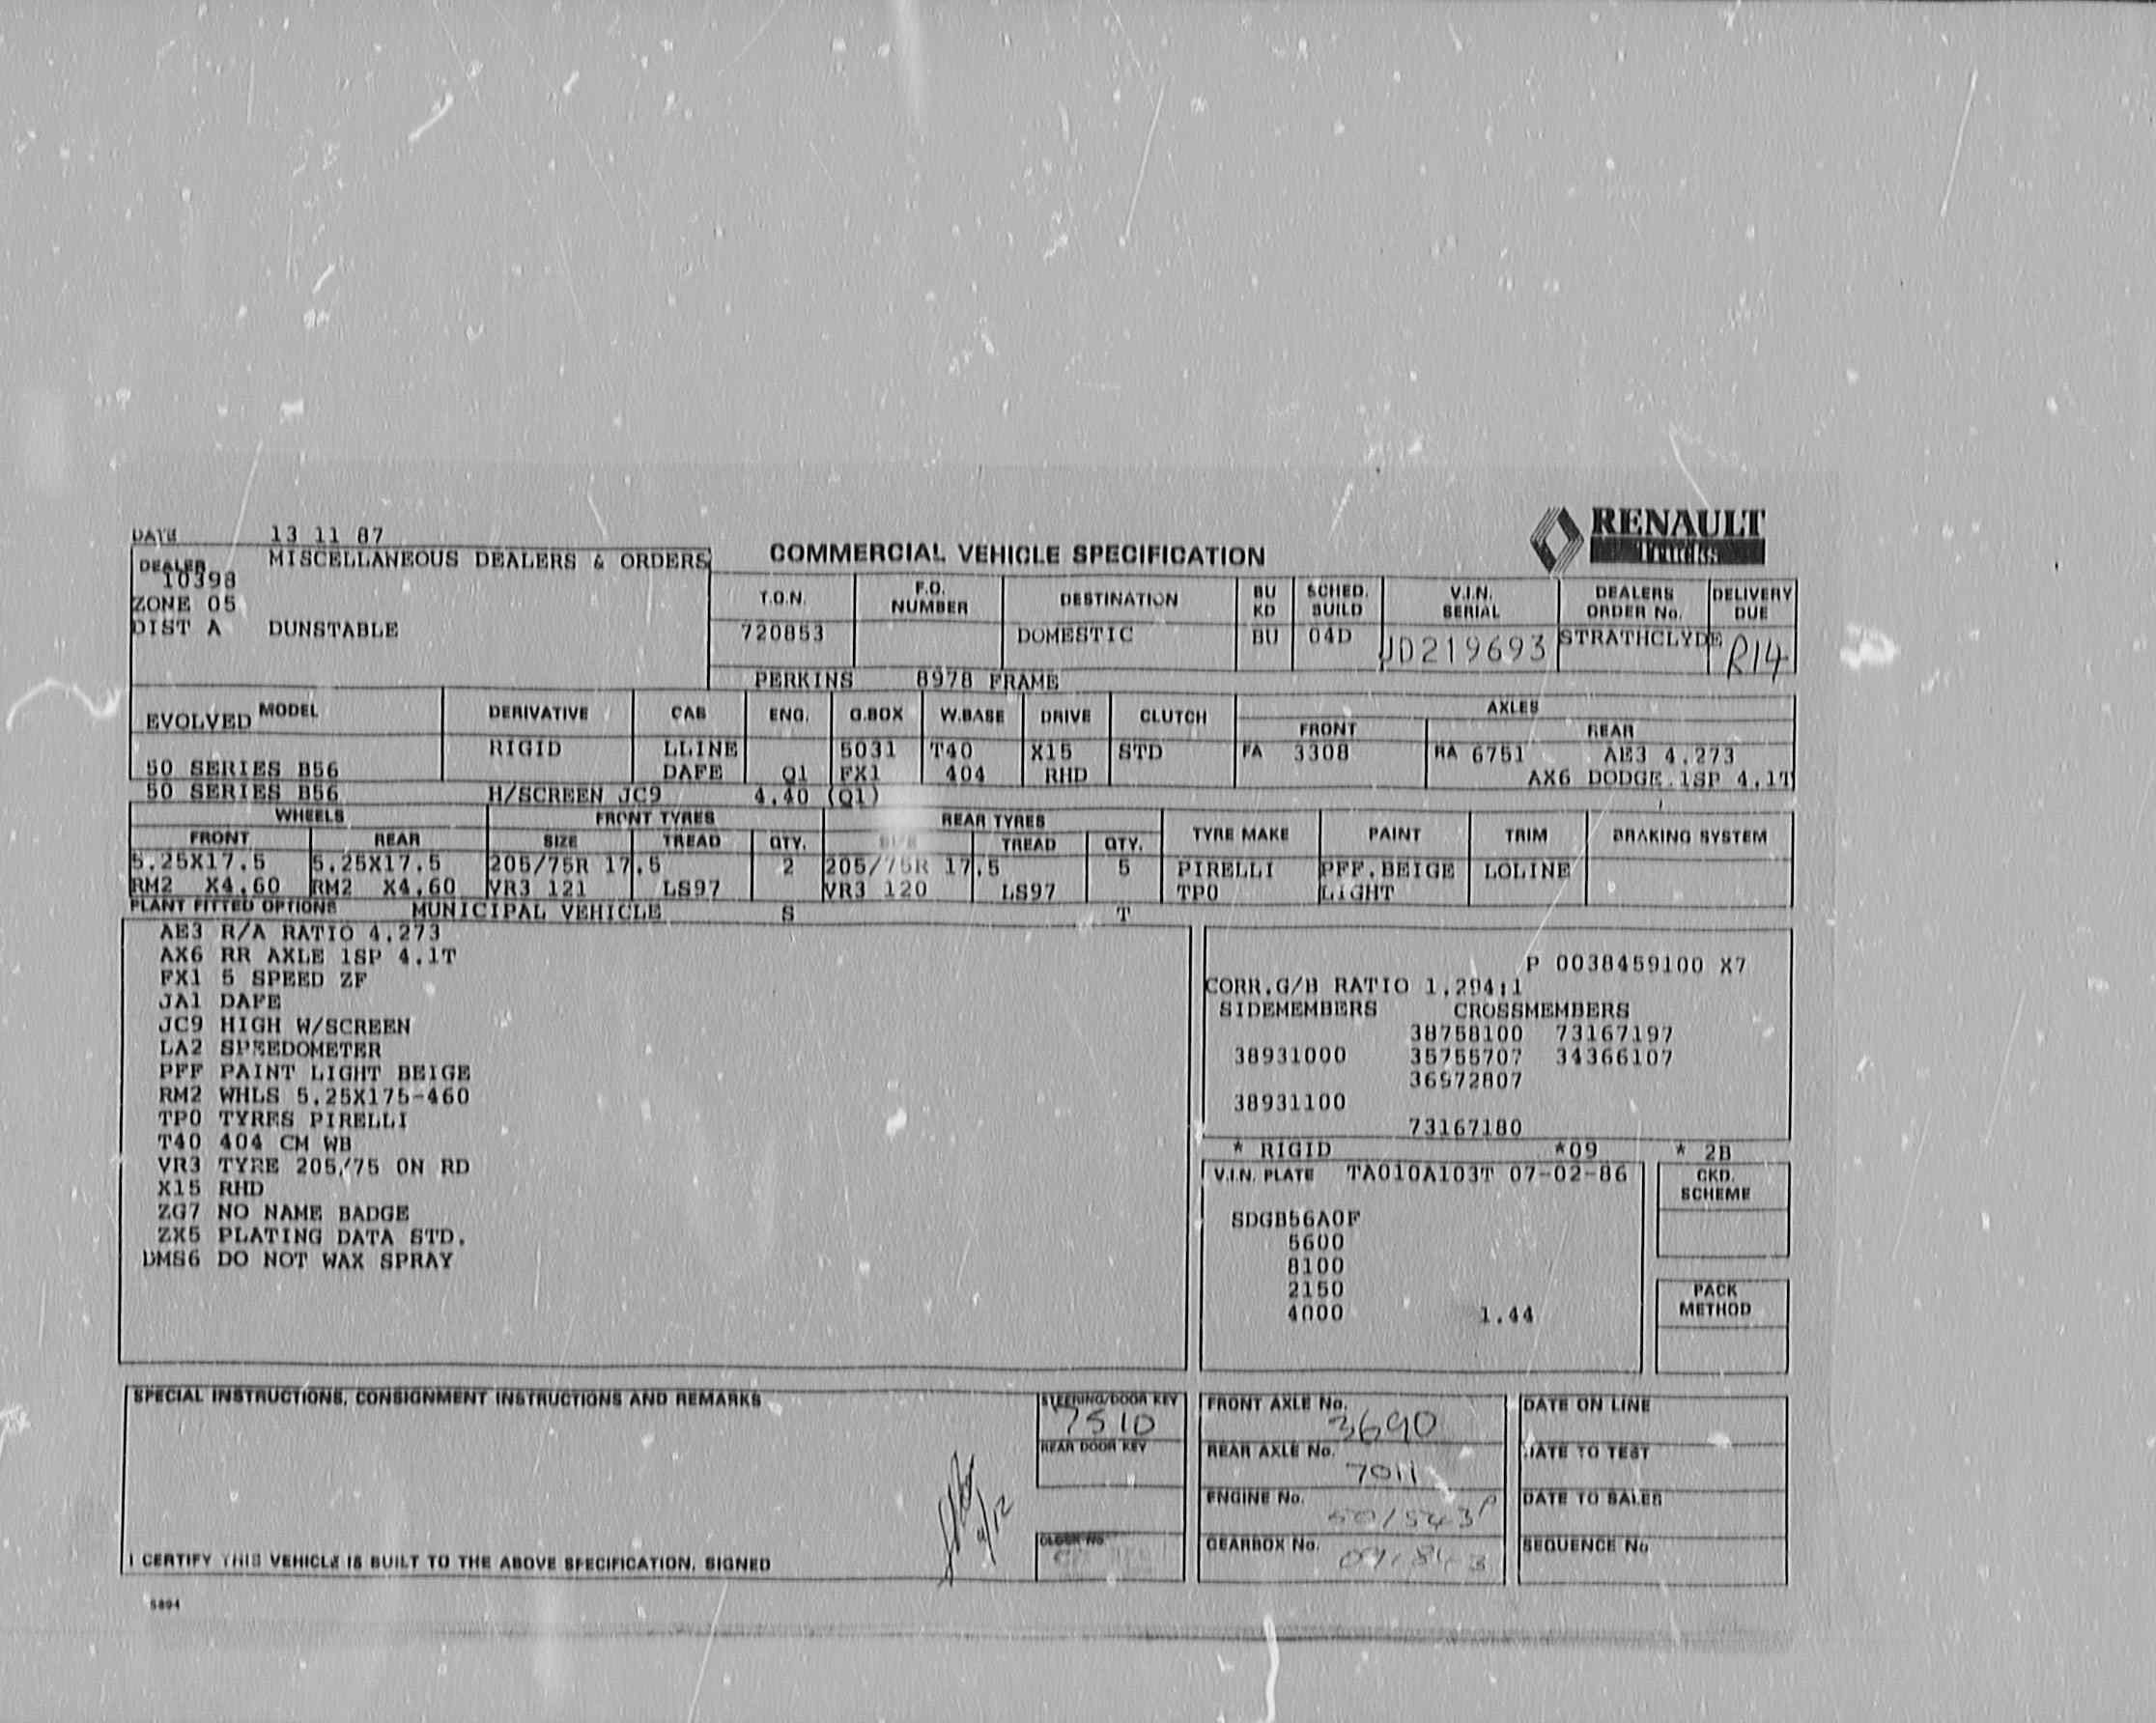 RENAULT
Trucks
DATE 13 11 87
DEALER MISCELLANEOUS DEALERS & ORDERS
10398
ZONE 05
DIST A DUNSTABLE
COMMERCIAL VEHICLE SPECIFICATION
T.O.N. F.O. NUMBER DESTINATION BU KD SCHED. BUILD V.I.N. SERIAL DEALERS ORDER No. DELIVERY DUE
720853 DOMESTIC BU 04D JD219693 STRATHCLYDE R14
PERKINS 8978 FRAME
EVOLVED MODEL DERIVATIVE CAB ENG. G.BOX W.BASE DRIVE CLUTCH AXLES
FRONT REAR
RIGID LLINE 5031 T40 X15 STD FA 3308 RA 6751 AE3 4.273
50 SERIES B56 DAFE Q1 FX1 404 RHD AX6 DODGE.1SP 4.1T
50 SERIES B56 H/SCREEN JC9 4.40 (Q1)
WHEELS FRONT TYRES REAR TYRES TYRE MAKE PAINT TRIM BRAKING SYSTEM
FRONT REAR SIZE TREAD QTY. SIZE TREAD QTY.
5.25X17.5 5.25X17.5 205/75R 17.5 2 205/75R 17.5 5 PIRELLI PFF.BEIGE LOLINE
RM2 X4.60 RM2 X4.60 VR3 121 LS97 VR3 120 LS97 TP0 LIGHT
PLANT FITTED OPTIONS MUNICIPAL VEHICLE S T
AE3 R/A RATIO 4.273
AX6 RR AXLE 1SP 4.1T
FX1 5 SPEED ZF
JA1 DAFE
JC9 HIGH W/SCREEN
LA2 SPEEDOMETER
PFF PAINT LIGHT BEIGE
RM2 WHLS 5.25X175-460
TP0 TYRES PIRELLI
T40 404 CM WB
VR3 TYRE 205/75 ON RD
X15 RHD
ZG7 NO NAME BADGE
ZX5 PLATING DATA STD.
DMS6 DO NOT WAX SPRAY
P 0038459100 X7
CORR.G/B RATIO 1.294:1
SIDEMEMBERS CROSSMEMBERS
38758100 73167197
38931000 35755707 34366107
36972807
38931100
73167180
* RIGID *09 * 2B
V.I.N. PLATE TA010A103T 07-02-86
SDGB56A0F
5600
8100
2150
4000 1.44
CKD. SCHEME
PACK METHOD
SPECIAL INSTRUCTIONS, CONSIGNMENT INSTRUCTIONS AND REMARKS
STEERING/DOOR KEY
7510
REAR DOOR KEY
CLOCK No.
FRONT AXLE No. 3690
REAR AXLE No. 7011
ENGINE No.
GEARBOX No.
DATE ON LINE
DATE TO TEST
DATE TO SALES
SEQUENCE No
I CERTIFY THIS VEHICLE IS BUILT TO THE ABOVE SPECIFICATION. SIGNED
5894